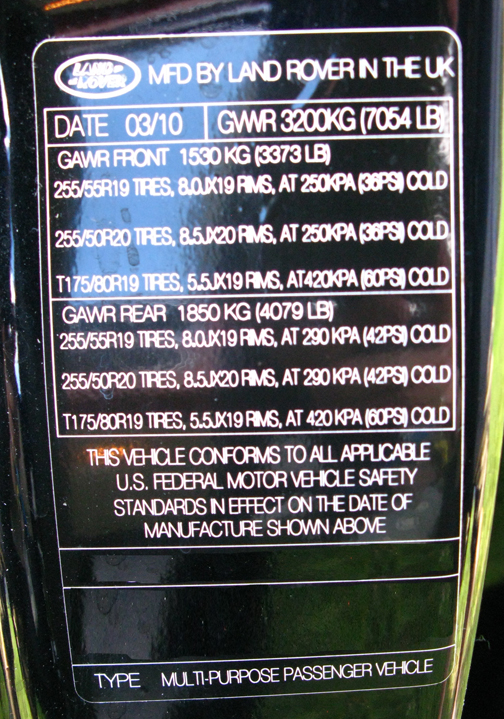 LAND ROVER MFD BY LAND ROVER IN THE UK
DATE 03/10 GVWR 3200KG (7054 LB)
GAWR FRONT 1530 KG (3373 LB)
255/55R19 TIRES, 8.0JX19 RIMS, AT 250KPA (36PSI) COLD
255/50R20 TIRES, 8.5JX20 RIMS, AT 250KPA (36PSI) COLD
T175/80R19 TIRES, 5.5JX19 RIMS, AT420KPA (60PSI) COLD
GAWR REAR 1850 KG (4079 LB)
255/55R19 TIRES, 8.0JX19 RIMS, AT 290 KPA (42PSI) COLD
255/50R20 TIRES, 8.5JX20 RIMS, AT 290 KPA (42PSI) COLD
T175/80R19 TIRES, 5.5JX19 RIMS, AT 420 KPA (60PSI) COLD
THIS VEHICLE CONFORMS TO ALL APPLICABLE
U.S. FEDERAL MOTOR VEHICLE SAFETY
STANDARDS IN EFFECT ON THE DATE OF
MANUFACTURE SHOWN ABOVE
TYPE MULTI-PURPOSE PASSENGER VEHICLE